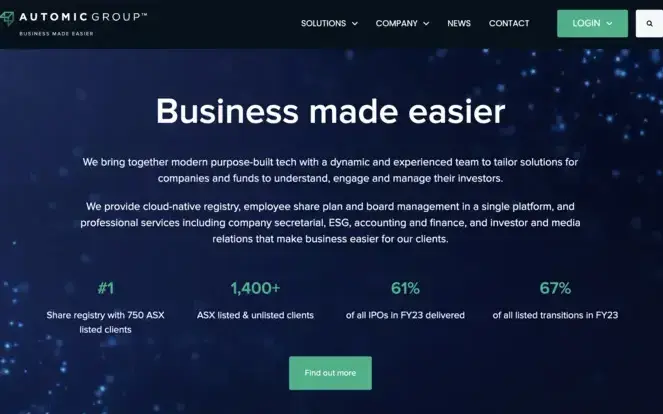 AUTOMIC GROUP™
BUSINESS MADE EASIER
SOLUTIONS
COMPANY
NEWS
CONTACT
LOGIN
Business made easier
We bring together modern purpose-built tech with a dynamic and experienced team to tailor solutions for
companies and funds to understand, engage and manage their investors.
We provide cloud-native registry, employee share plan and board management in a single platform, and
professional services including company secretarial, ESG, accounting and finance, and investor and media
relations that make business easier for our clients.
#1
Share registry with 750 ASX
listed clients
1,400+
ASX listed & unlisted clients
61%
of all IPOs in FY23 delivered
67%
of all listed transitions in FY23
Find out more